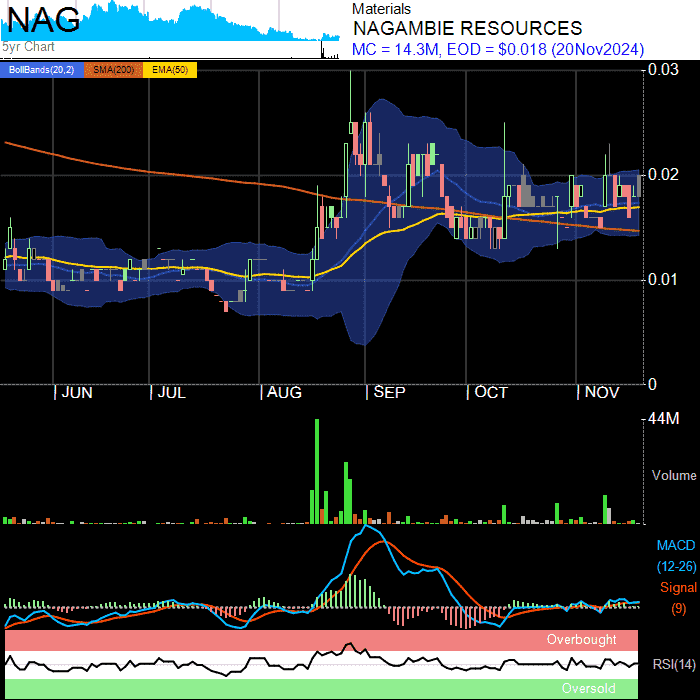 NAG
5yr Chart
Materials
NAGAMBIE RESOURCES
MC = 14.3M, EOD = $0.018 (20Nov2024)
BollBands(20,2) SMA(200) EMA(50)
0.03
0.02
0.01
0
| JUN | JUL | AUG | SEP | OCT | NOV
44M
Volume
MACD
(12-26)
Signal
(9)
Overbought
RSI(14)
Oversold